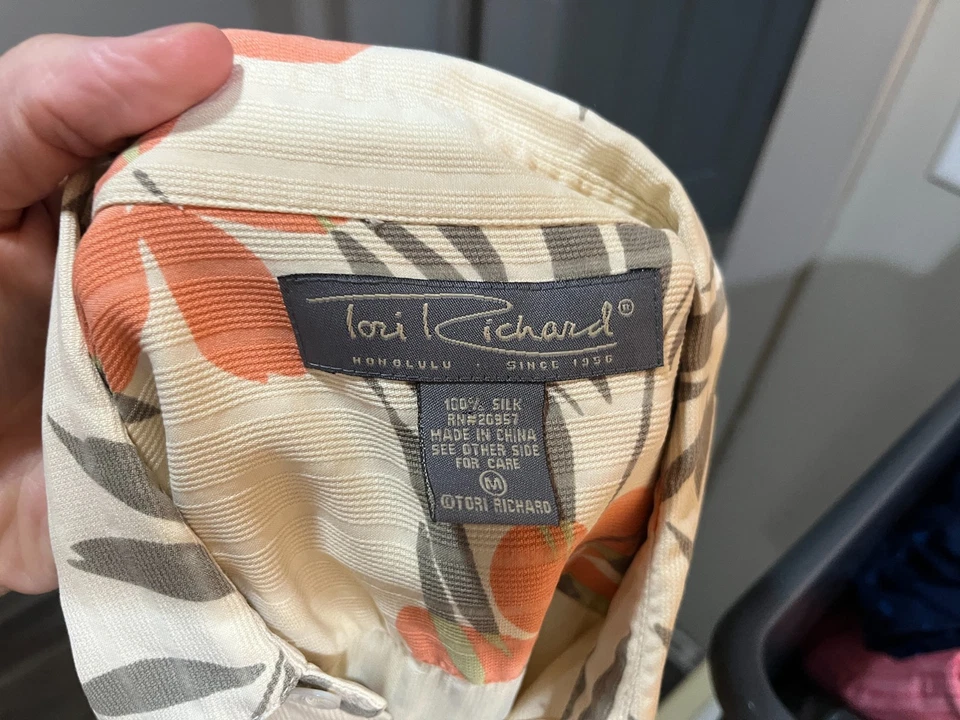 Tori Richard®
HONOLULU · SINCE 1956
100% SILK
RN#20957
MADE IN CHINA
SEE OTHER SIDE
FOR CARE
M
©TORI RICHARD